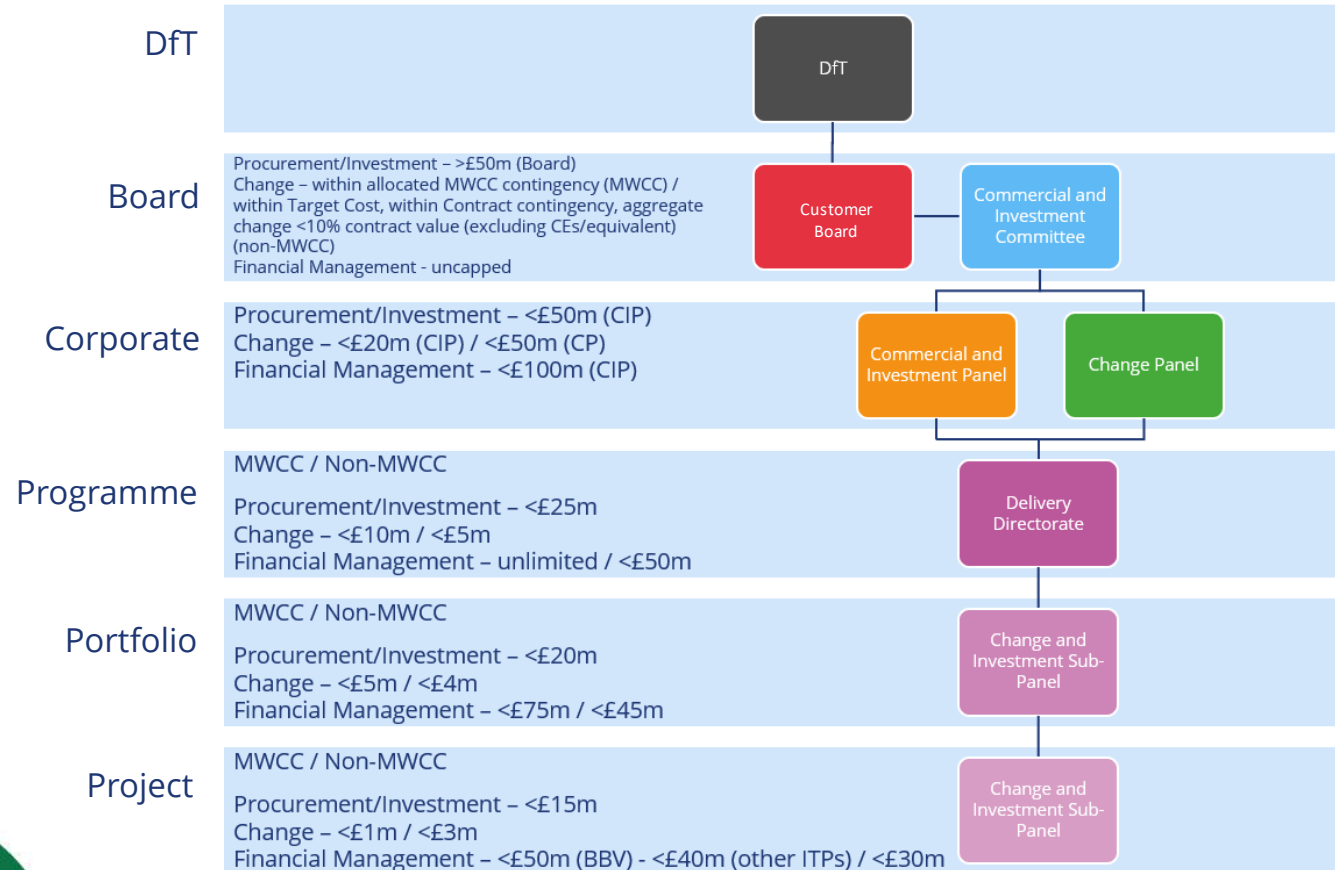 DfT
DfT
Board
Procurement/Investment – >£50m (Board)
Change – within allocated MWCC contingency (MWCC) /
within Target Cost, within Contract contingency, aggregate
change <10% contract value (excluding CEs/equivalent)
(non-MWCC)
Financial Management - uncapped
Customer
Board
Commercial and
Investment
Committee
Corporate
Procurement/Investment – <£50m (CIP)
Change – <£20m (CIP) / <£50m (CP)
Financial Management – <£100m (CIP)
Commercial and
Investment Panel
Change Panel
Programme
MWCC / Non-MWCC
Procurement/Investment – <£25m
Change – <£10m / <£5m
Financial Management – unlimited / <£50m
Delivery
Directorate
Portfolio
MWCC / Non-MWCC
Procurement/Investment – <£20m
Change – <£5m / <£4m
Financial Management – <£75m / <£45m
Change and
Investment Sub-
Panel
Project
MWCC / Non-MWCC
Procurement/Investment – <£15m
Change – <£1m / <£3m
Financial Management – <£50m (BBV) - <£40m (other ITPs) / <£30m
Change and
Investment Sub-
Panel